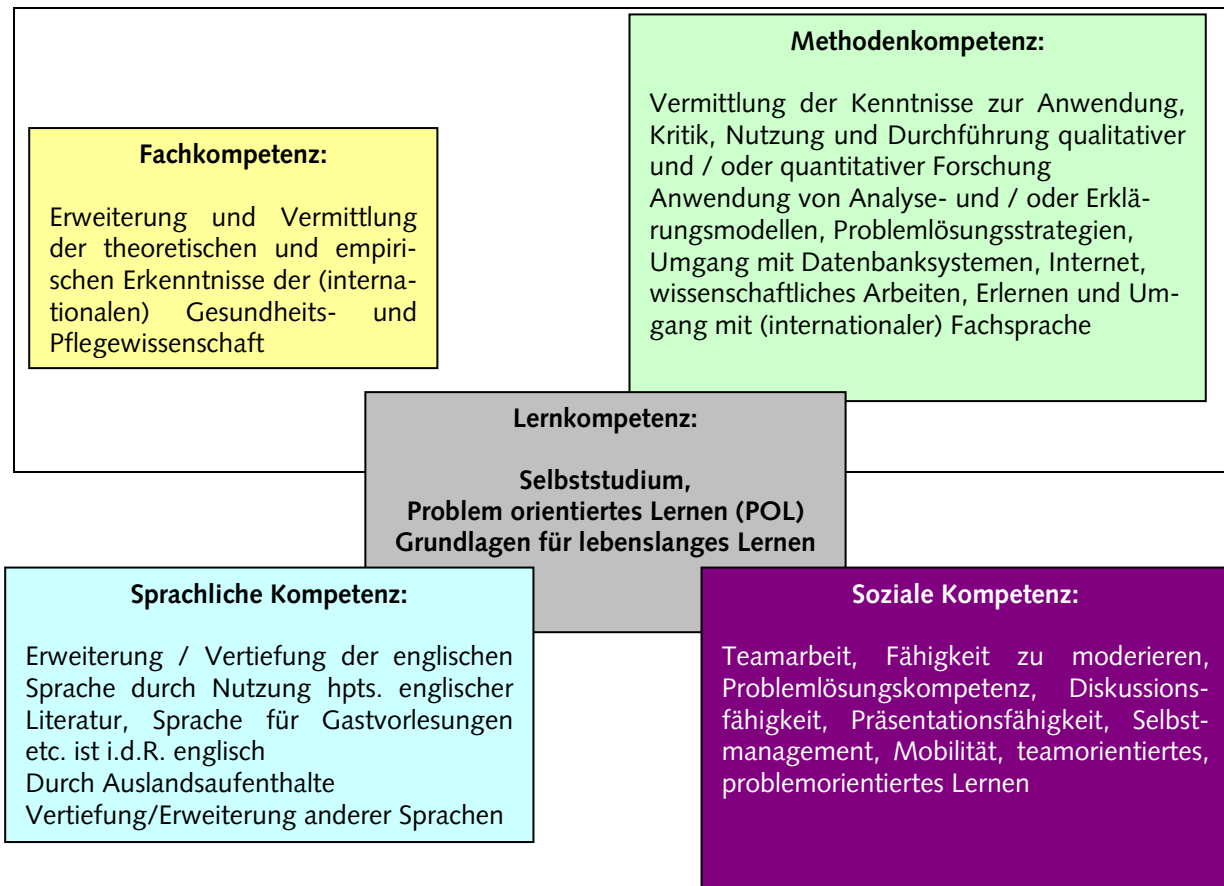 Fachkompetenz:
Erweiterung und Vermittlung
der theoretischen und empiri-
schen Erkenntnisse der (interna-
tionalen) Gesundheits- und
Pflegewissenschaft
Methodenkompetenz:
Vermittlung der Kenntnisse zur Anwendung,
Kritik, Nutzung und Durchführung qualitativer
und / oder quantitativer Forschung
Anwendung von Analyse- und / oder Erklä-
rungsmodellen, Problemlösungsstrategien,
Umgang mit Datenbanksystemen, Internet,
wissenschaftliches Arbeiten, Erlernen und Um-
gang mit (internationaler) Fachsprache
Lernkompetenz:
Selbststudium,
Problem orientiertes Lernen (POL)
Grundlagen für lebenslanges Lernen
Sprachliche Kompetenz:
Erweiterung / Vertiefung der englischen
Sprache durch Nutzung hpts. englischer
Literatur, Sprache für Gastvorlesungen
etc. ist i.d.R. englisch
Durch Auslandsaufenthalte
Vertiefung/Erweiterung anderer Sprachen
Soziale Kompetenz:
Teamarbeit, Fähigkeit zu moderieren,
Problemlösungskompetenz, Diskussions-
fähigkeit, Präsentationsfähigkeit, Selbst-
management, Mobilität, teamorientiertes,
problemorientiertes Lernen